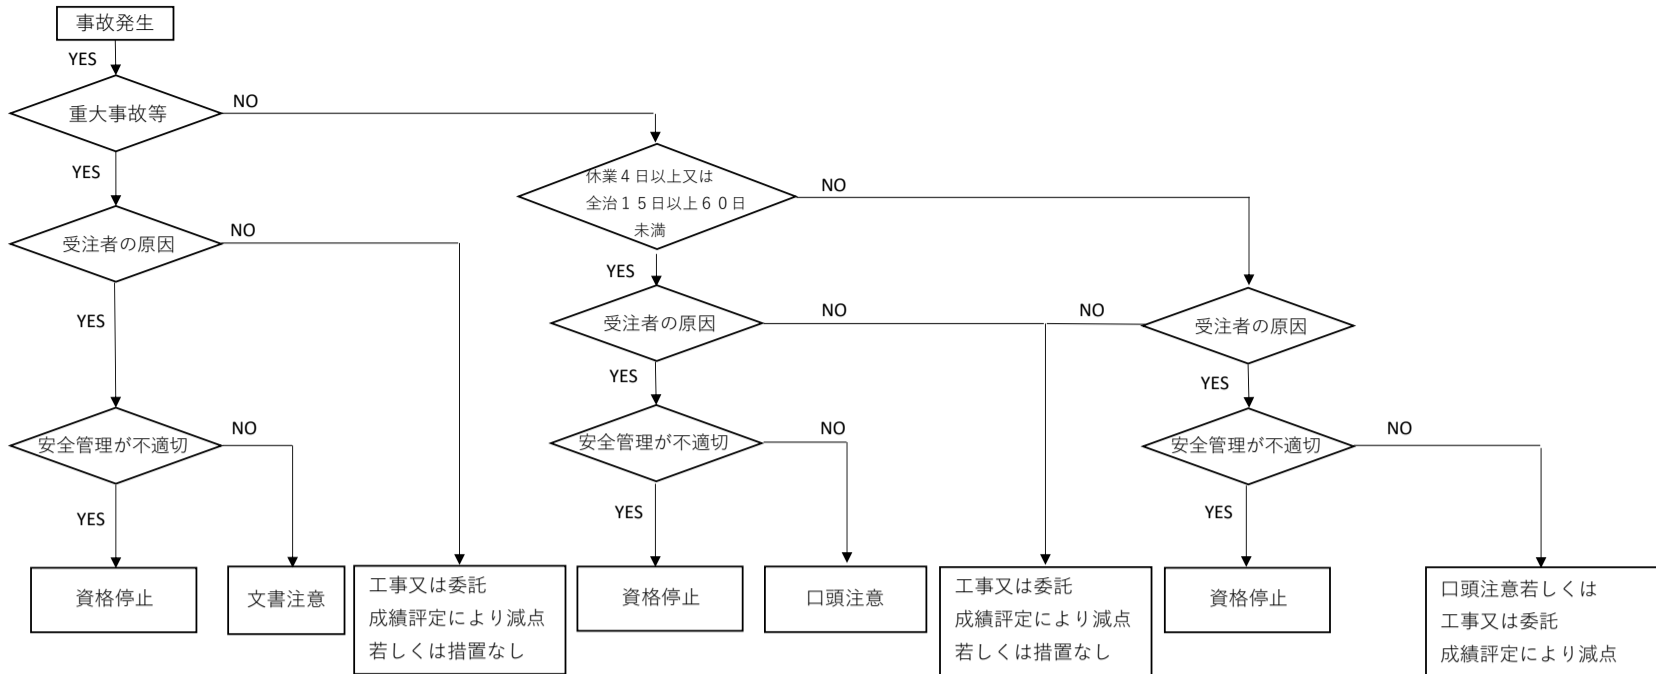 事故発生
YES
重大事故等
NO
YES
休業４日以上又は
全治１５日以上６０日
未満
NO
受注者の原因
NO
YES
受注者の原因
NO
NO
受注者の原因
YES
YES
YES
安全管理が不適切
NO
安全管理が不適切
NO
安全管理が不適切
NO
YES
YES
YES
資格停止
文書注意
工事又は委託
成績評定により減点
若しくは措置なし
資格停止
口頭注意
工事又は委託
成績評定により減点
若しくは措置なし
資格停止
口頭注意若しくは
工事又は委託
成績評定により減点